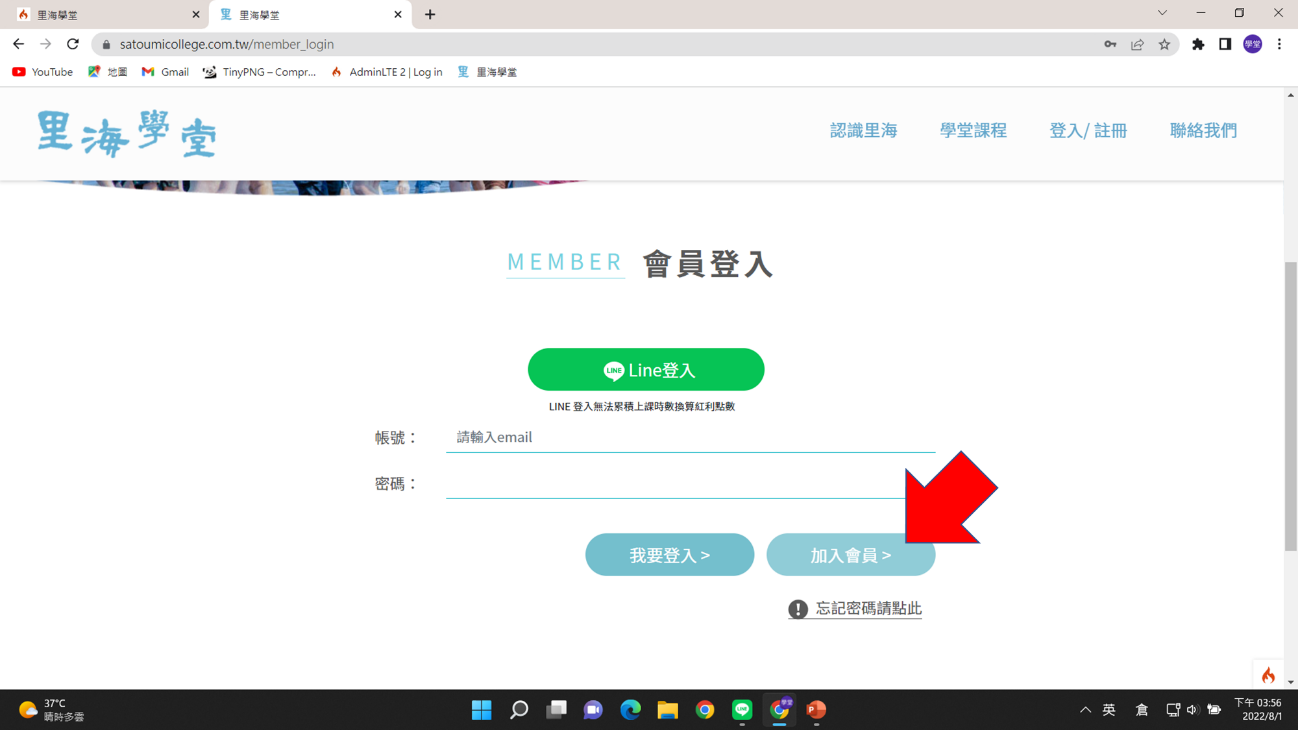 里海學堂
里海學堂
satoumicollege.com.tw/member_login
學堂
YouTube
地圖
Gmail
TinyPNG – Compr...
AdminLTE 2 | Log in
里
里海學堂
里海學堂
認識里海
學堂課程
登入/ 註冊
聯絡我們
MEMBER 會員登入
LINE Line登入
LINE 登入無法累積上課時數換算紅利點數
帳號：
請輸入email
密碼：
我要登入 >
加入會員 >
忘記密碼請點此
37°C
晴時多雲
英
倉
下午 03:56
2022/8/1